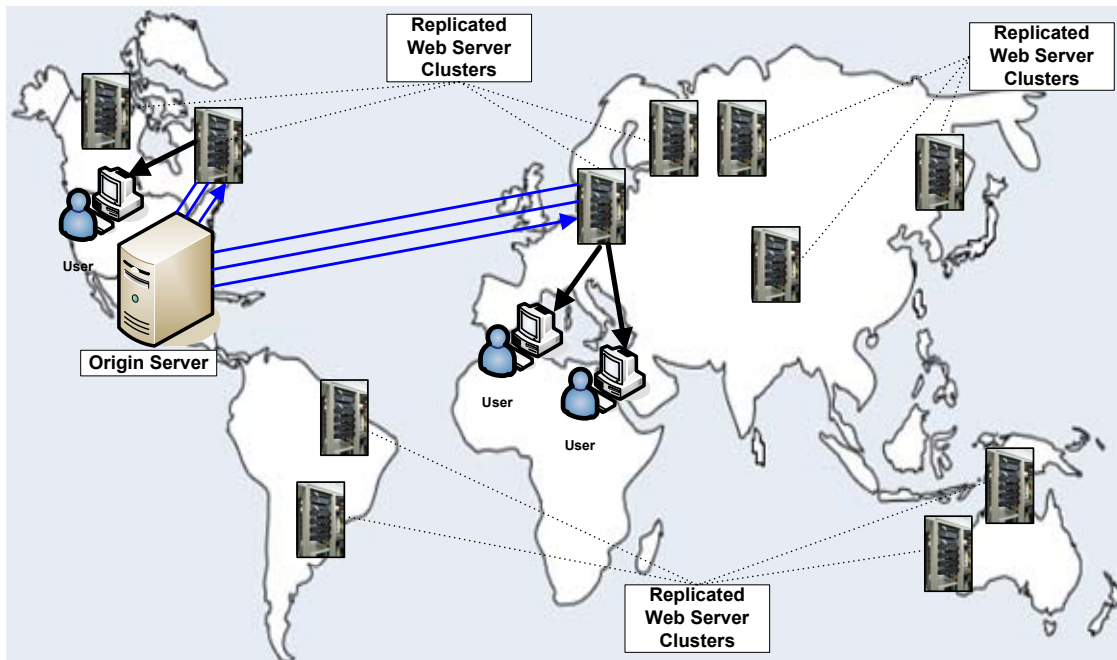 Replicated
Web Server
Clusters
Replicated
Web Server
Clusters
User
Origin Server
User
User
Replicated
Web Server
Clusters